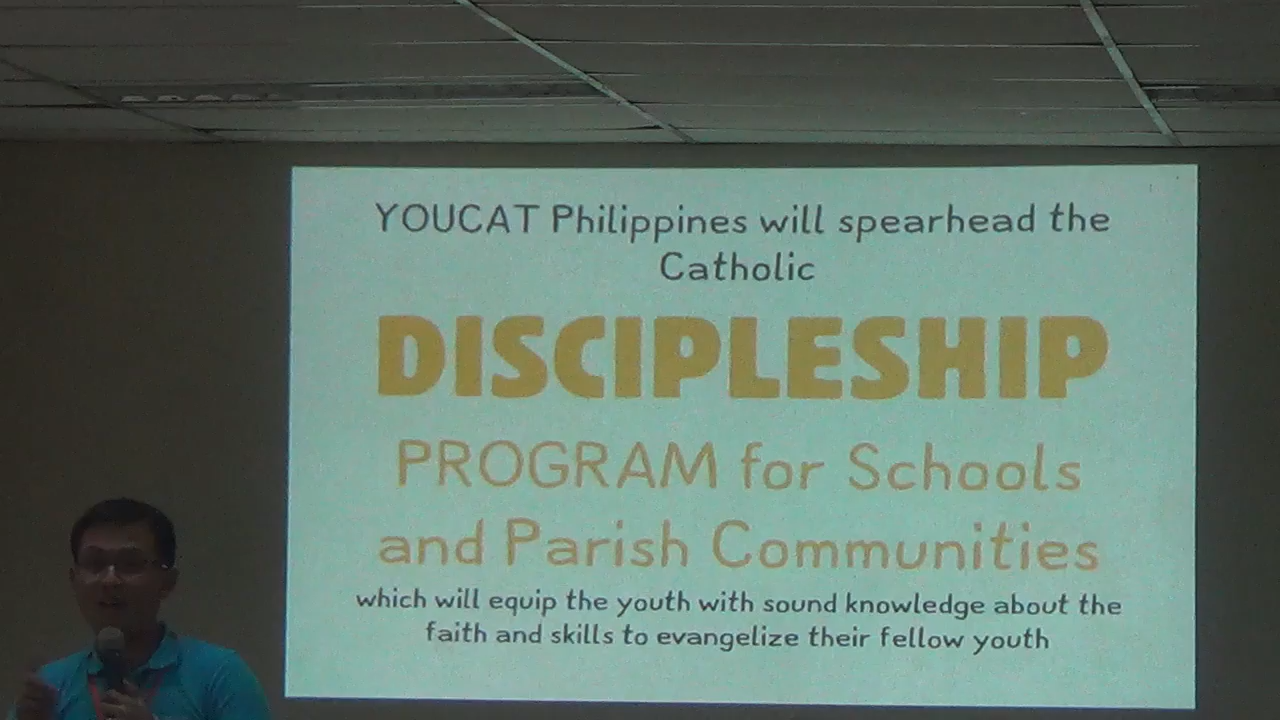 YOUCAT Philippines will spearhead the
Catholic
DISCIPLESHIP
PROGRAM for Schools
and Parish Communities
which will equip the youth with sound knowledge about the
faith and skills to evangelize their fellow youth